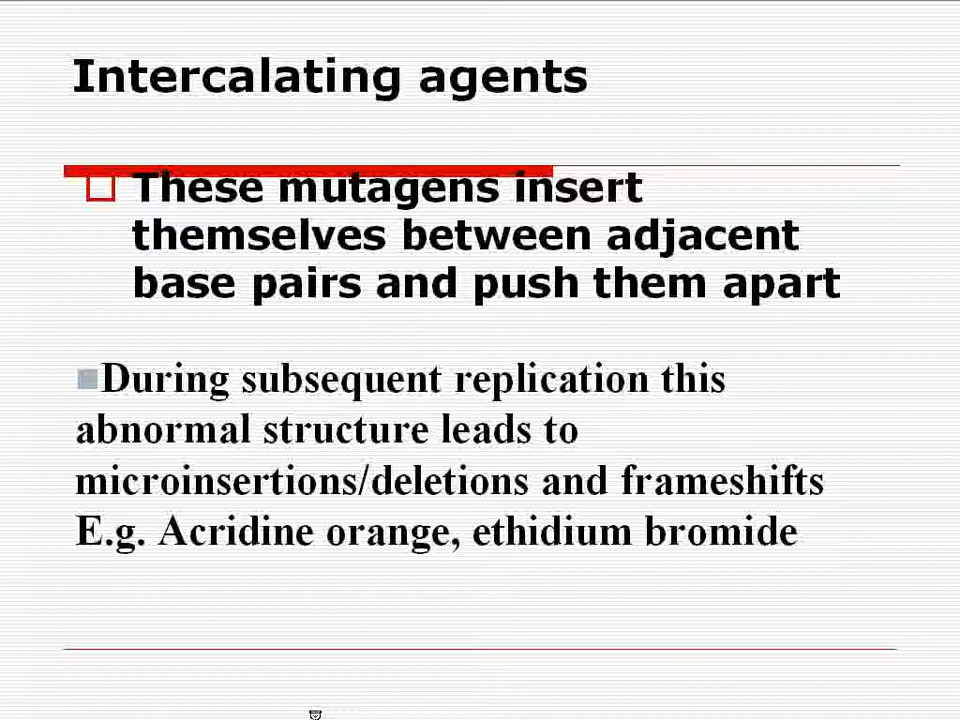 Intercalating agents
These mutagens insert
themselves between adjacent
base pairs and push them apart
During subsequent replication this
abnormal structure leads to
microinsertions/deletions and frameshifts
E.g. Acridine orange, ethidium bromide